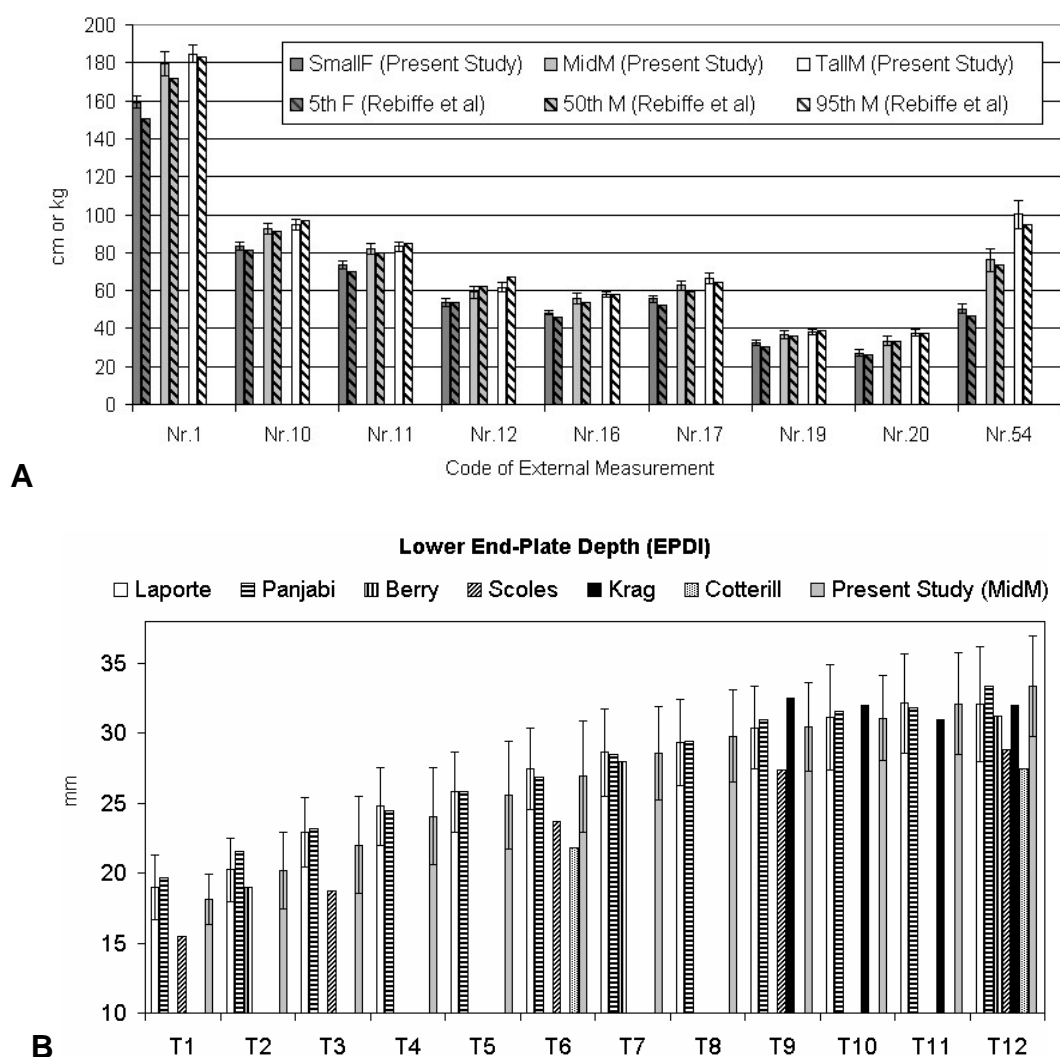 200
180
160
140
120
100
80
60
40
20
0
cm or kg
SmallF (Present Study) MidM (Present Study) TallM (Present Study)
5th F (Rebiffe et al) 50th M (Rebiffe et al) 95th M (Rebiffe et al)
Nr.1 Nr.10 Nr.11 Nr.12 Nr.16 Nr.17 Nr.19 Nr.20 Nr.54
Code of External Measurement
A
Lower End-Plate Depth (EPDI)
Laporte Panjabi Berry Scoles Krag Cotterill Present Study (MidM)
35
30
25
20
15
10
mm
T1 T2 T3 T4 T5 T6 T7 T8 T9 T10 T11 T12
B